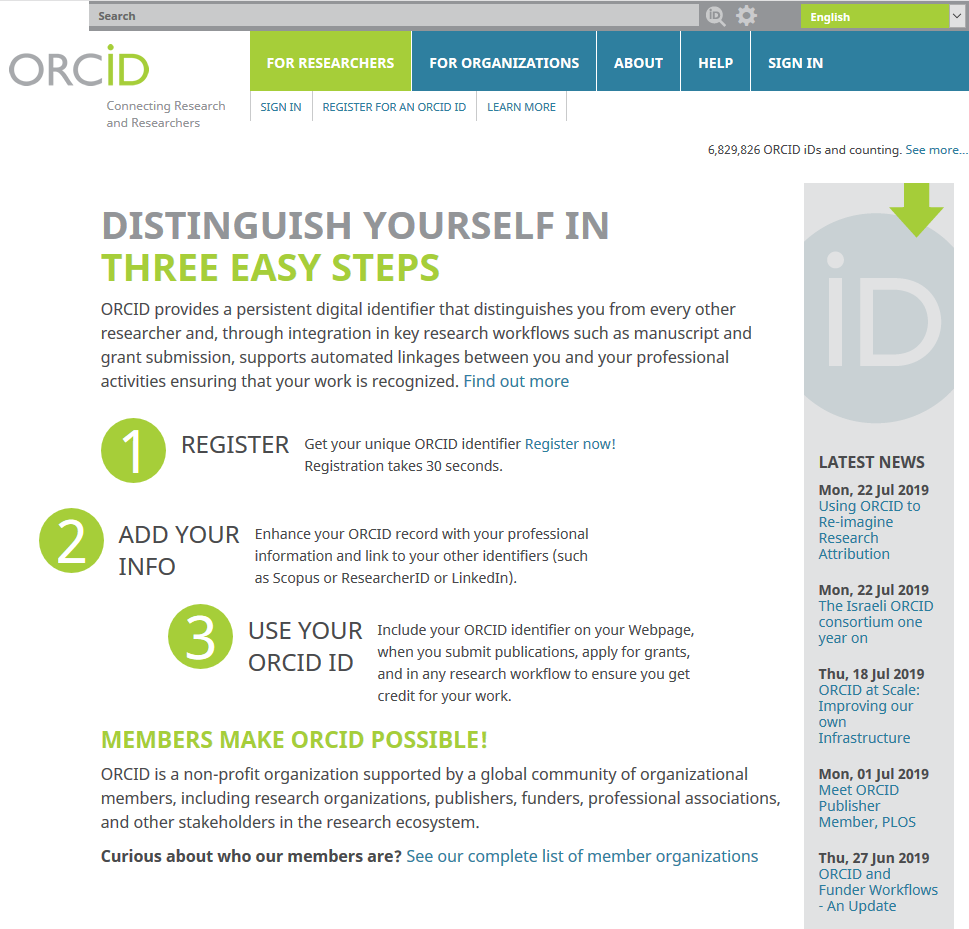 Search
iD
English
ORCID
Connecting Research
and Researchers
FOR RESEARCHERS
FOR ORGANIZATIONS
ABOUT
HELP
SIGN IN
SIGN IN
REGISTER FOR AN ORCID ID
LEARN MORE
6,829,826 ORCID iDs and counting. See more...
DISTINGUISH YOURSELF IN
THREE EASY STEPS
ORCID provides a persistent digital identifier that distinguishes you from every other
researcher and, through integration in key research workflows such as manuscript and
grant submission, supports automated linkages between you and your professional
activities ensuring that your work is recognized. Find out more
1
REGISTER
Get your unique ORCID identifier Register now!
Registration takes 30 seconds.
2
ADD YOUR
INFO
Enhance your ORCID record with your professional
information and link to your other identifiers (such
as Scopus or ResearcherID or LinkedIn).
3
USE YOUR
ORCID ID
Include your ORCID identifier on your Webpage,
when you submit publications, apply for grants,
and in any research workflow to ensure you get
credit for your work.
MEMBERS MAKE ORCID POSSIBLE!
ORCID is a non-profit organization supported by a global community of organizational
members, including research organizations, publishers, funders, professional associations,
and other stakeholders in the research ecosystem.
Curious about who our members are? See our complete list of member organizations
iD
LATEST NEWS
Mon, 22 Jul 2019
Using ORCID to
Re-imagine
Research
Attribution
Mon, 22 Jul 2019
The Israeli ORCID
consortium one
year on
Thu, 18 Jul 2019
ORCID at Scale:
Improving our
own
Infrastructure
Mon, 01 Jul 2019
Meet ORCID
Publisher
Member, PLOS
Thu, 27 Jun 2019
ORCID and
Funder Workflows
- An Update